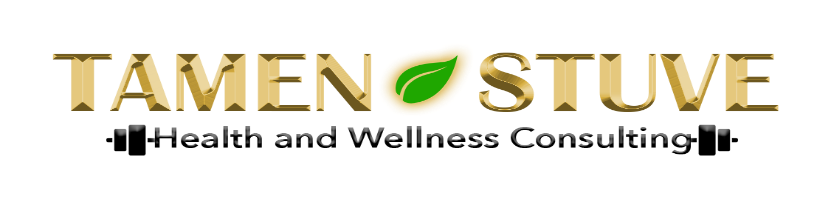 TAMEN STUVE
Health and Wellness Consulting